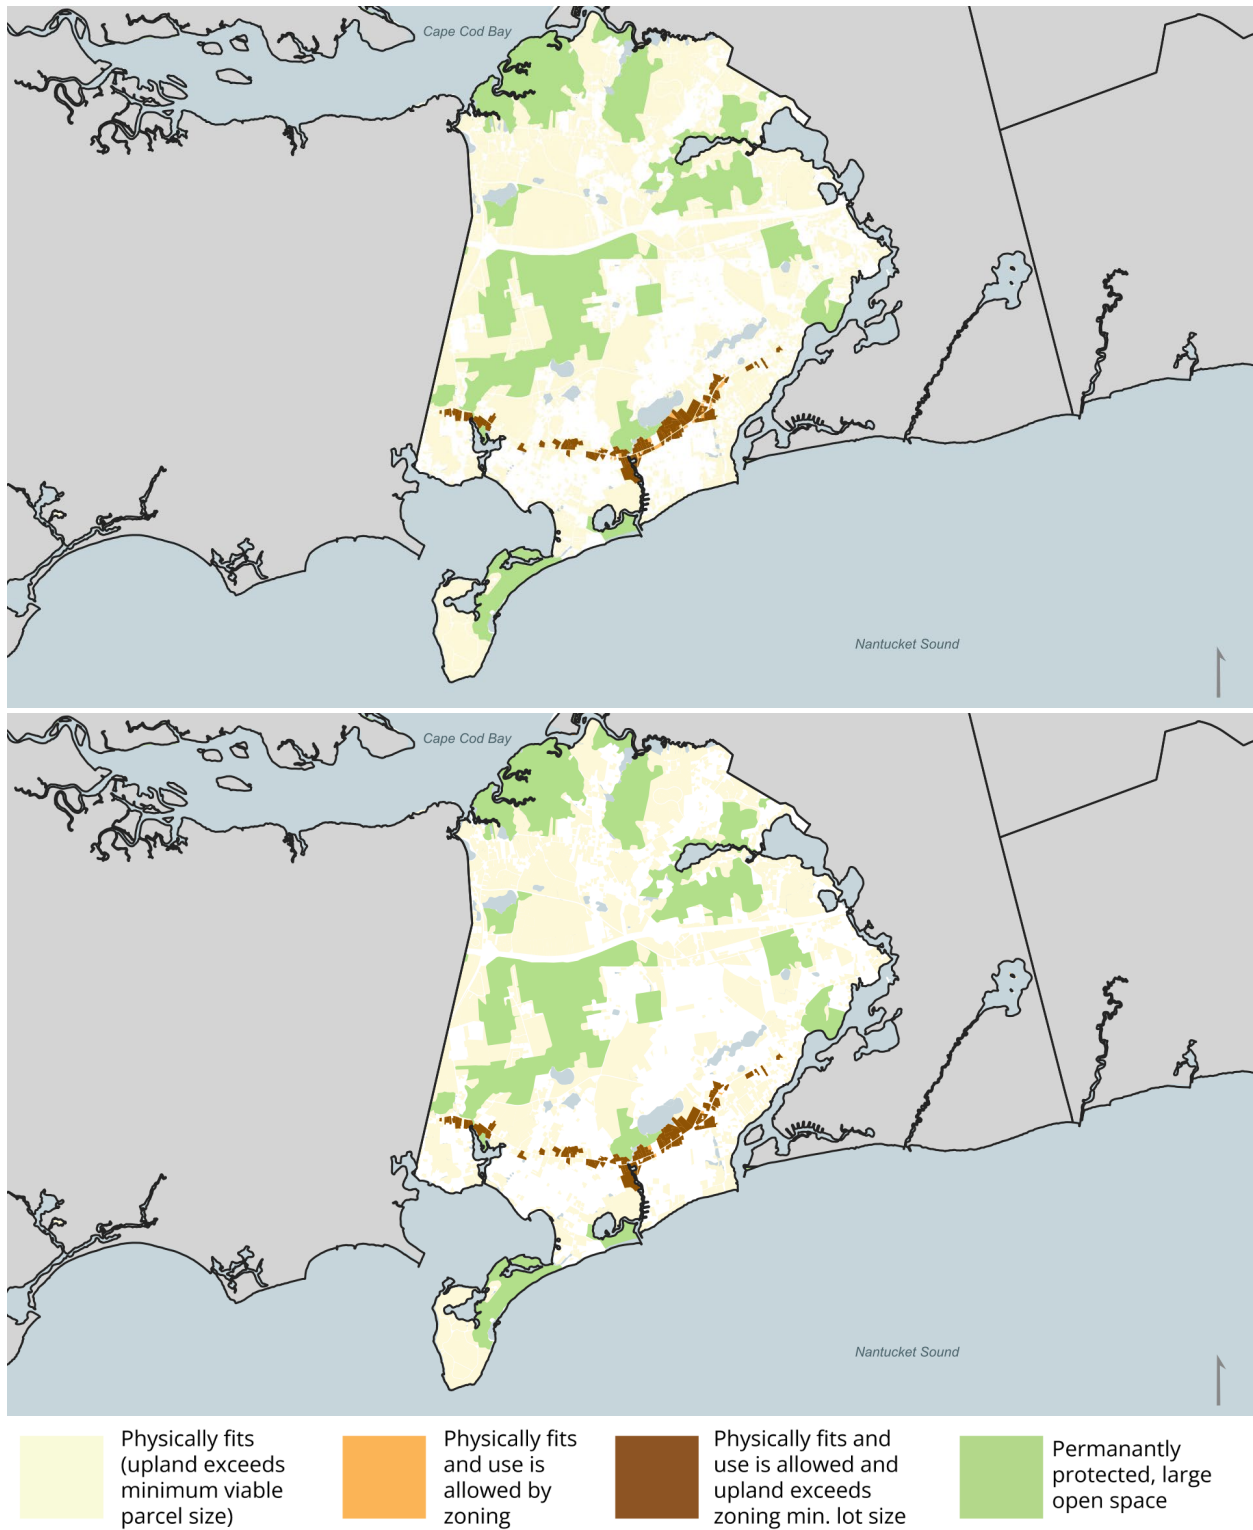 Cape Cod Bay
Nantucket Sound
Cape Cod Bay
Nantucket Sound
Physically fits
(upland exceeds
minimum viable
parcel size)
Physically fits
and use is
allowed by
zoning
Physically fits and
use is allowed and
upland exceeds
zoning min. lot size
Permanantly
protected, large
open space